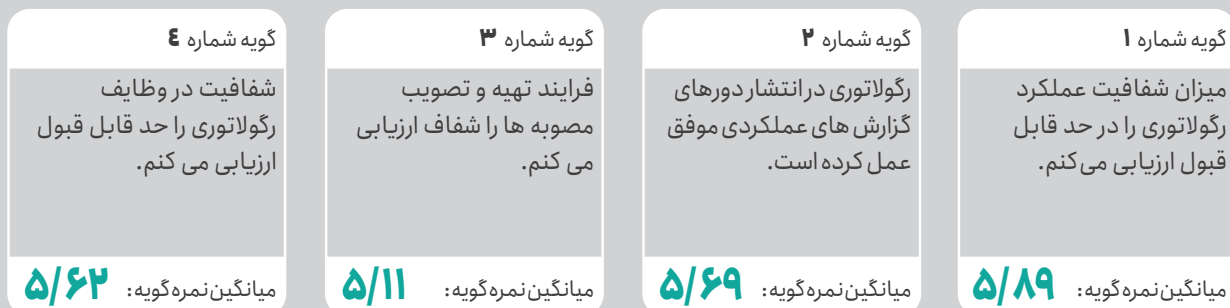 گویه شماره ۱
میزان شفافیت عملکرد
رگولاتوری را در حد قابل
قبول ارزیابی می‌کنم.
میانگین نمره گویه: ۵/۸۹
گویه شماره ۲
رگولاتوری در انتشار دورهای
گزارش های عملکردی موفق
عمل کرده است.
میانگین نمره گویه: ۵/۶۹
گویه شماره ۳
فرایند تهیه و تصویب
مصوبه ها را شفاف ارزیابی
می کنم.
میانگین نمره گویه: ۵/۱۱
گویه شماره ٤
شفافیت در وظایف
رگولاتوری را حد قابل قبول
ارزیابی می کنم.
میانگین نمره گویه: ۵/۶۲